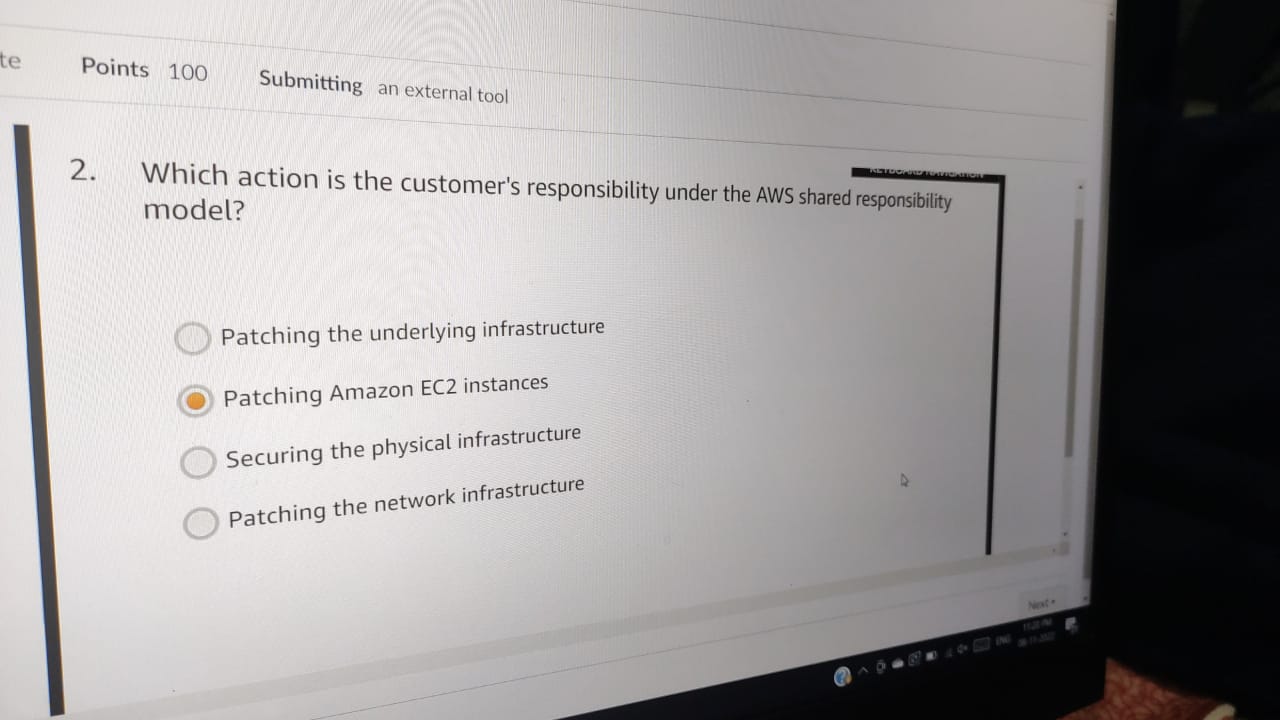 te Points 100 Submitting an external tool
KEYBOARD NAVIGATION
2. Which action is the customer's responsibility under the AWS shared responsibility
model?
Patching the underlying infrastructure
Patching Amazon EC2 instances
Securing the physical infrastructure
Patching the network infrastructure
Next
ENG